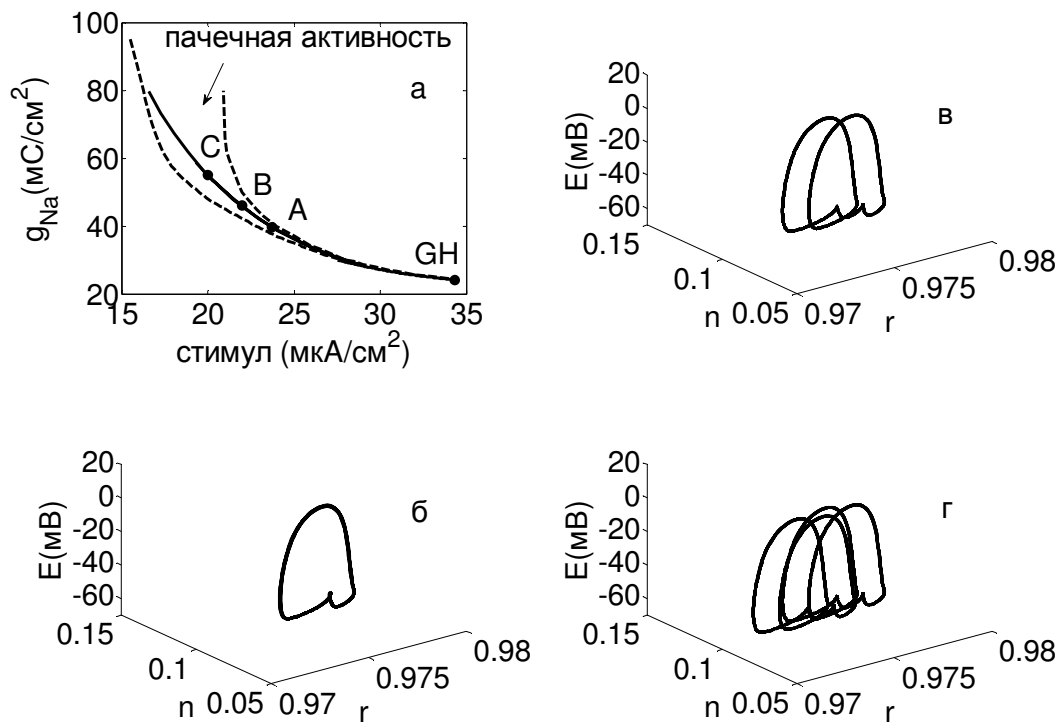 100
80
60
40
20
g_Na(мС/см²)
пачечная активность
а
C
B
A
GH
15
20
25
30
35
стимул (мкА/см²)
20
0
-20
-40
-60
E(мВ)
в
0.15
0.1
0.05
n
0.97
0.975
0.98
r
20
0
-20
-40
-60
E(мВ)
б
0.15
0.1
0.05
n
0.97
0.975
0.98
r
20
0
-20
-40
-60
E(мВ)
г
0.15
0.1
0.05
n
0.97
0.975
0.98
r